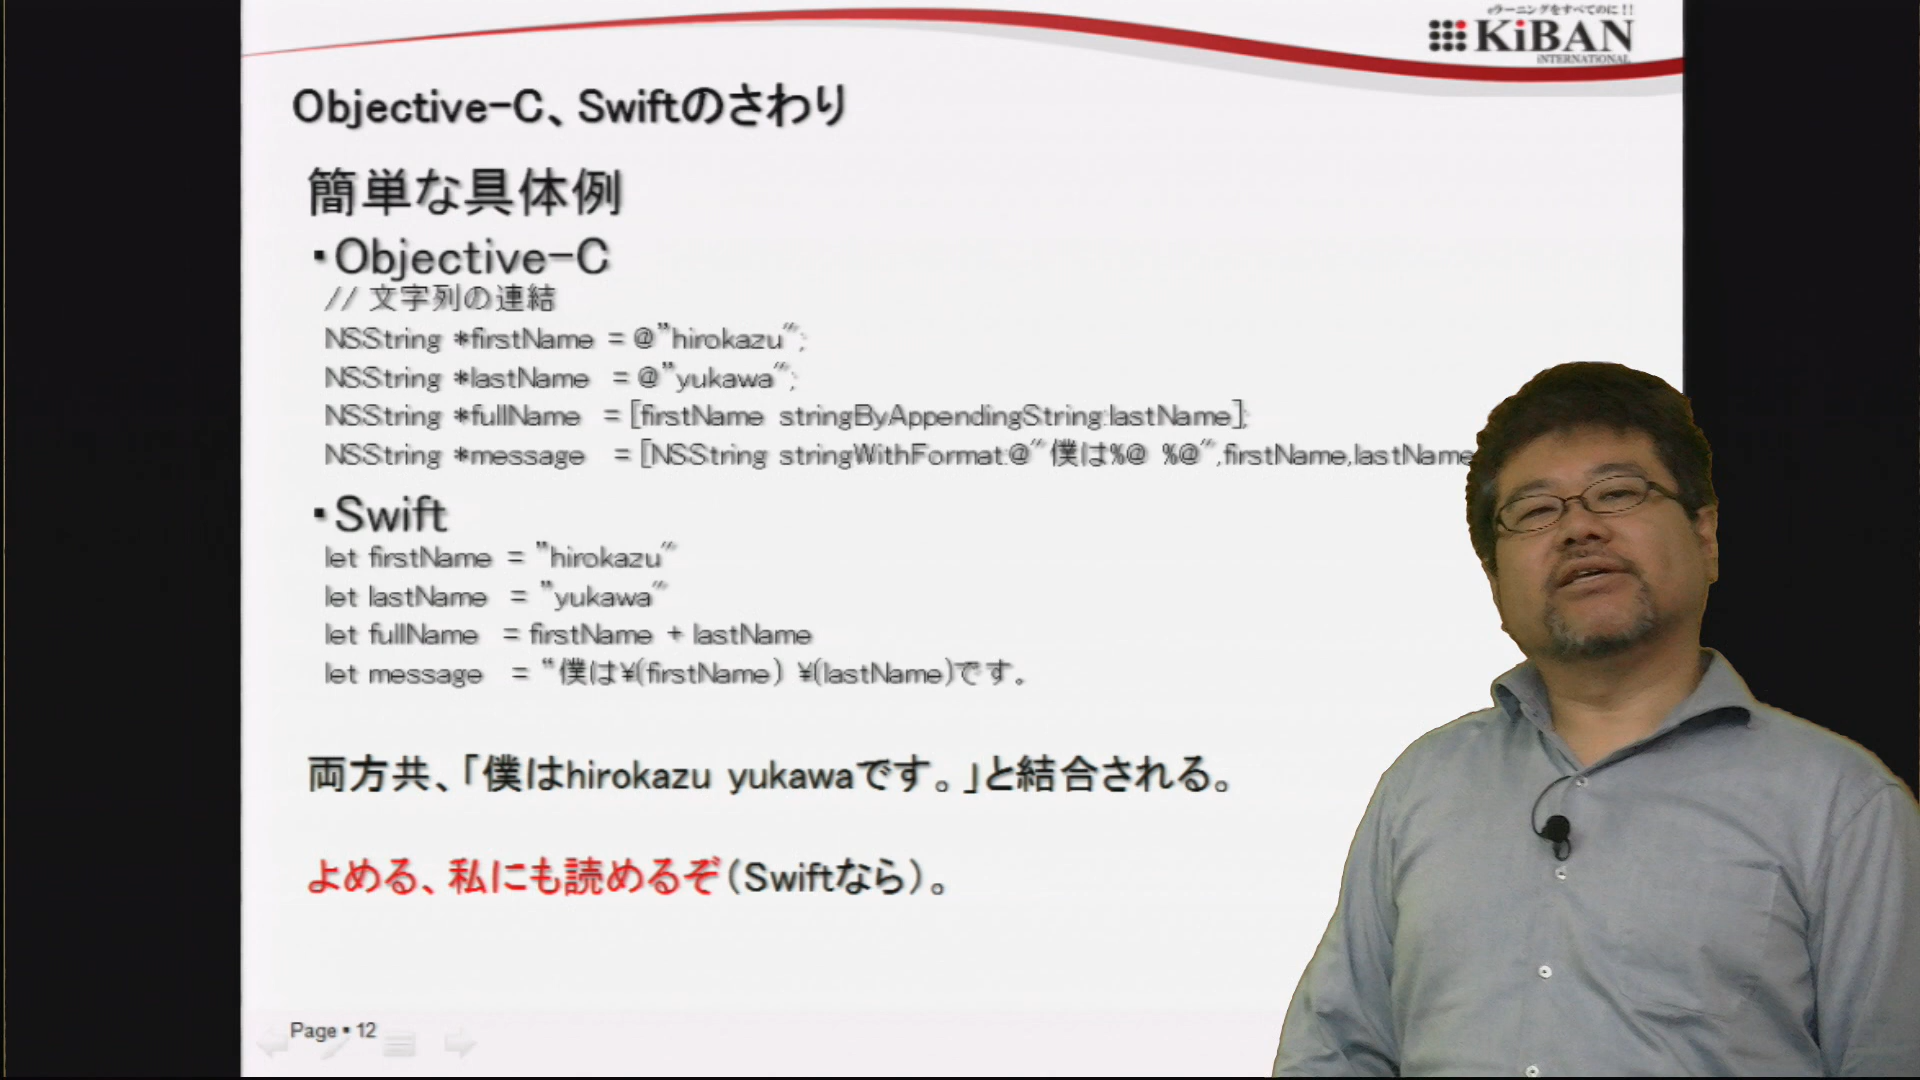 eラーニングをすべてのに!!
KiBAN
iNTERNATIONAL
Objective-C、Swiftのさわり
簡単な具体例
・Objective-C
// 文字列の連結
NSString *firstName = @"hirokazu";
NSString *lastName = @"yukawa";
NSString *fullName = [firstName stringByAppendingString:lastName];
NSString *message = [NSString stringWithFormat:@"僕は%@ %@",firstName,lastName
・Swift
let firstName = "hirokazu"
let lastName = "yukawa"
let fullName = firstName + lastName
let message = "僕は¥(firstName) ¥(lastName)です。
両方共、「僕はhirokazu yukawaです。」と結合される。
よめる、私にも読めるぞ(Swiftなら)。
Page ▪ 12